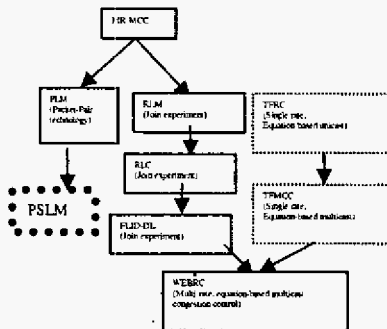 HR-MCC
PLM
(Packet-Pair
technology)
RLM
(Join experiment)
TFRC
(Single rate,
Equation based unicast)
RLC
(Join experiment)
PSLM
TFMCC
(Single rate,
Equation-based multicast)
FLID-DL
(Join experiment)
WEBRC
(Multi rate, equation-based multicast
congestion control)